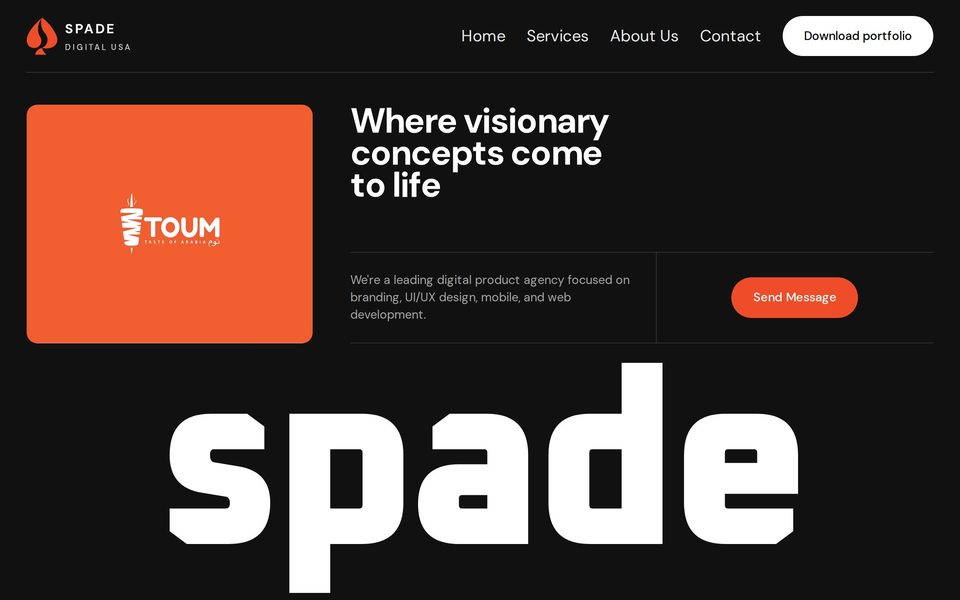 SPADE
DIGITAL USA
Home
Services
About Us
Contact
Download portfolio
TOUM
TASTE OF ARABIA توم
Where visionary
concepts come
to life
We're a leading digital product agency focused on
branding, UI/UX design, mobile, and web
development.
Send Message
spade